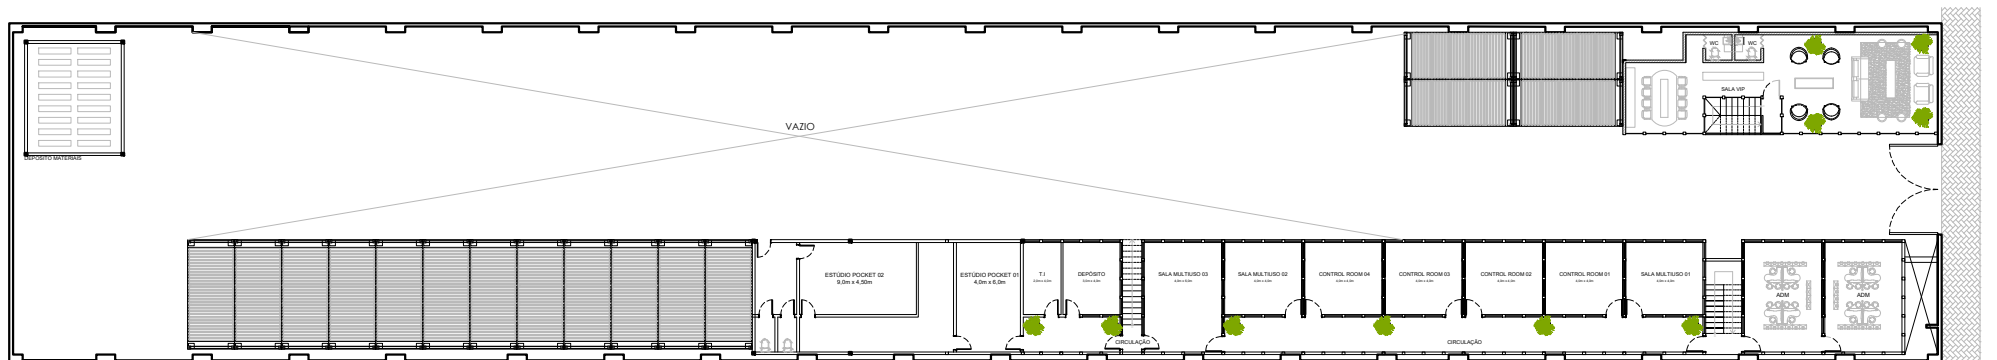 WC
WC
SALA VIP
VAZIO
DEPÓSITO MATERIAIS
ESTÚDIO POCKET 02
9,0m x 4,50m
ESTÚDIO POCKET 01
4,0m x 6,0m
T.I
DEPÓSITO
SALA MULTIUSO 03
SALA MULTIUSO 02
CONTROL ROOM 04
CONTROL ROOM 03
CONTROL ROOM 02
CONTROL ROOM 01
SALA MULTIUSO 01
ADM
ADM
CIRCULAÇÃO
CIRCULAÇÃO